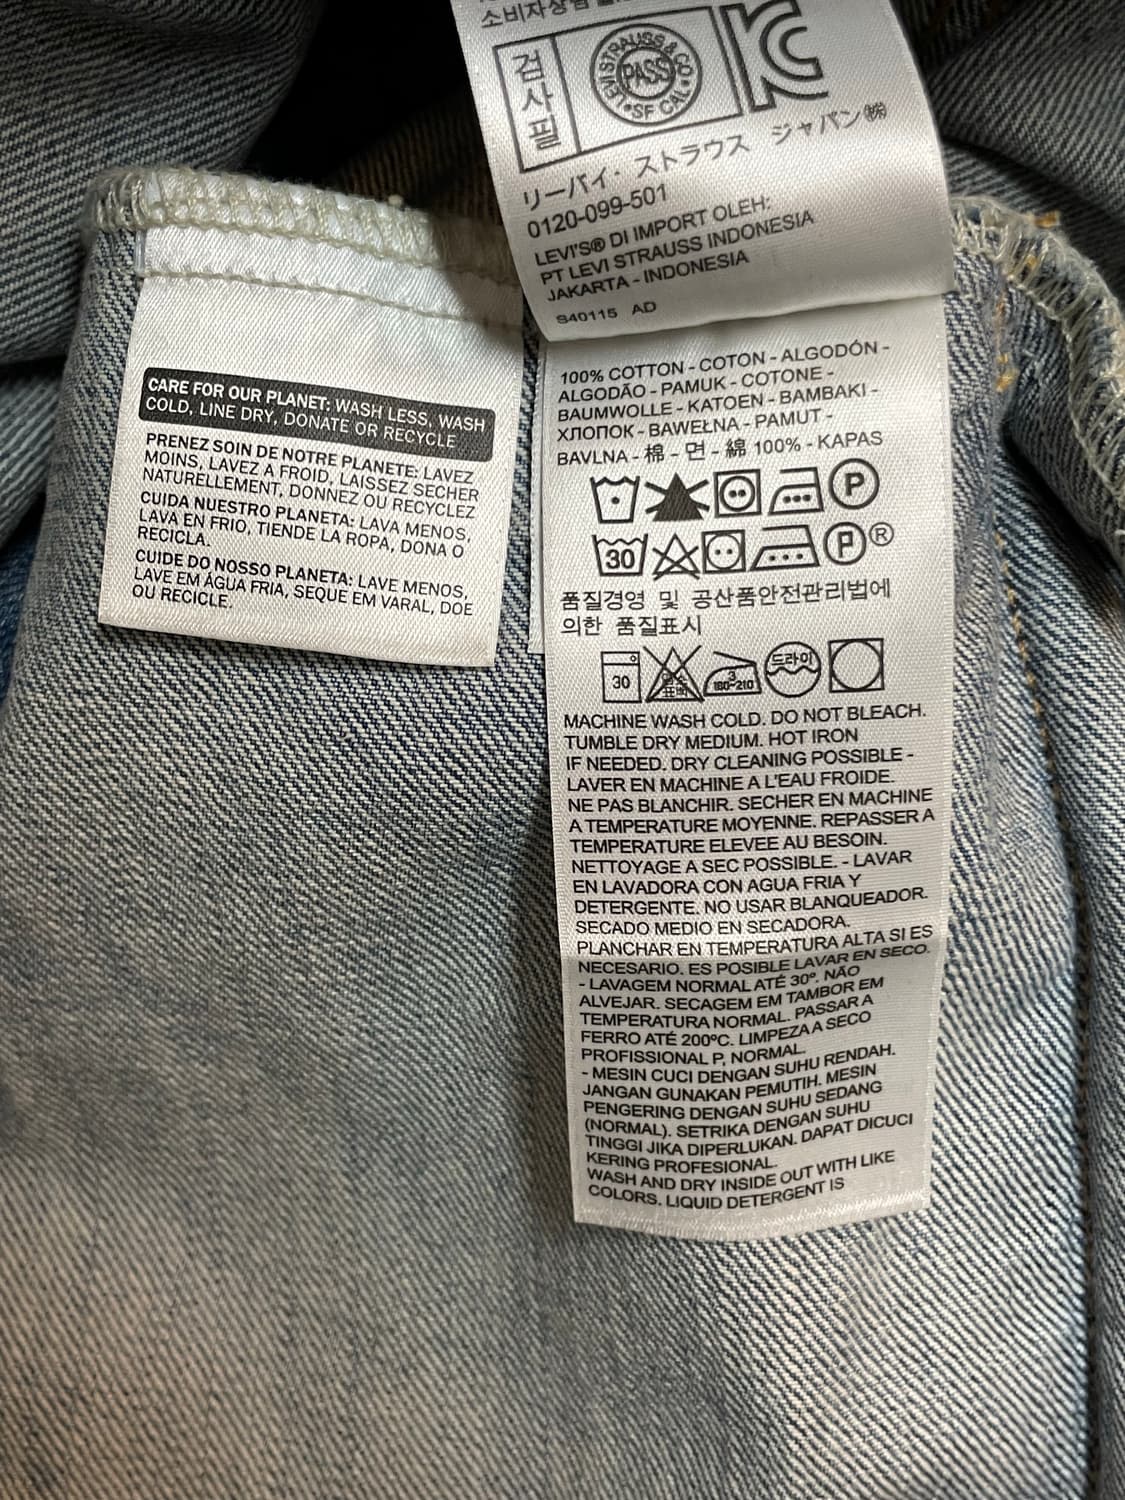 소비자상담
검
사
필
LEVI STRAUSS & CO
PASS
SF CAL
KC
リーバイ・ストラウス ジャパン㈱
0120-099-501
LEVI'S® DI IMPORT OLEH:
PT LEVI STRAUSS INDONESIA
JAKARTA - INDONESIA
S40115 AD
CARE FOR OUR PLANET: WASH LESS, WASH
COLD, LINE DRY, DONATE OR RECYCLE
PRENEZ SOIN DE NOTRE PLANETE: LAVEZ
MOINS, LAVEZ A FROID, LAISSEZ SECHER
NATURELLEMENT, DONNEZ OU RECYCLEZ
CUIDA NUESTRO PLANETA: LAVA MENOS,
LAVA EN FRIO, TIENDE LA ROPA, DONA O
RECICLA.
CUIDE DO NOSSO PLANETA: LAVE MENOS,
LAVE EM ÁGUA FRIA, SEQUE EM VARAL, DOE
OU RECICLE.
100% COTTON - COTON - ALGODÓN -
ALGODÃO - PAMUK - COTONE -
BAUMWOLLE - KATOEN - BAMBAKI -
ХЛОПОК - BAWEŁNA - PAMUT -
BAVLNA - 棉 - 면 - 綿 100% - KAPAS
P
30 P ®
품질경영 및 공산품안전관리법에
의한 품질표시
30 염소 표백 3 180~210 드라이
MACHINE WASH COLD. DO NOT BLEACH.
TUMBLE DRY MEDIUM. HOT IRON
IF NEEDED. DRY CLEANING POSSIBLE -
LAVER EN MACHINE A L'EAU FROIDE.
NE PAS BLANCHIR. SECHER EN MACHINE
A TEMPERATURE MOYENNE. REPASSER A
TEMPERATURE ELEVEE AU BESOIN.
NETTOYAGE A SEC POSSIBLE. - LAVAR
EN LAVADORA CON AGUA FRIA Y
DETERGENTE. NO USAR BLANQUEADOR.
SECADO MEDIO EN SECADORA.
PLANCHAR EN TEMPERATURA ALTA SI ES
NECESARIO. ES POSIBLE LAVAR EN SECO.
- LAVAGEM NORMAL ATÉ 30º. NÃO
ALVEJAR. SECAGEM EM TAMBOR EM
TEMPERATURA NORMAL. PASSAR A
FERRO ATÉ 200ºC. LIMPEZA A SECO
PROFISSIONAL P, NORMAL.
- MESIN CUCI DENGAN SUHU RENDAH.
JANGAN GUNAKAN PEMUTIH. MESIN
PENGERING DENGAN SUHU SEDANG
(NORMAL). SETRIKA DENGAN SUHU
TINGGI JIKA DIPERLUKAN. DAPAT DICUCI
KERING PROFESIONAL.
WASH AND DRY INSIDE OUT WITH LIKE
COLORS. LIQUID DETERGENT IS